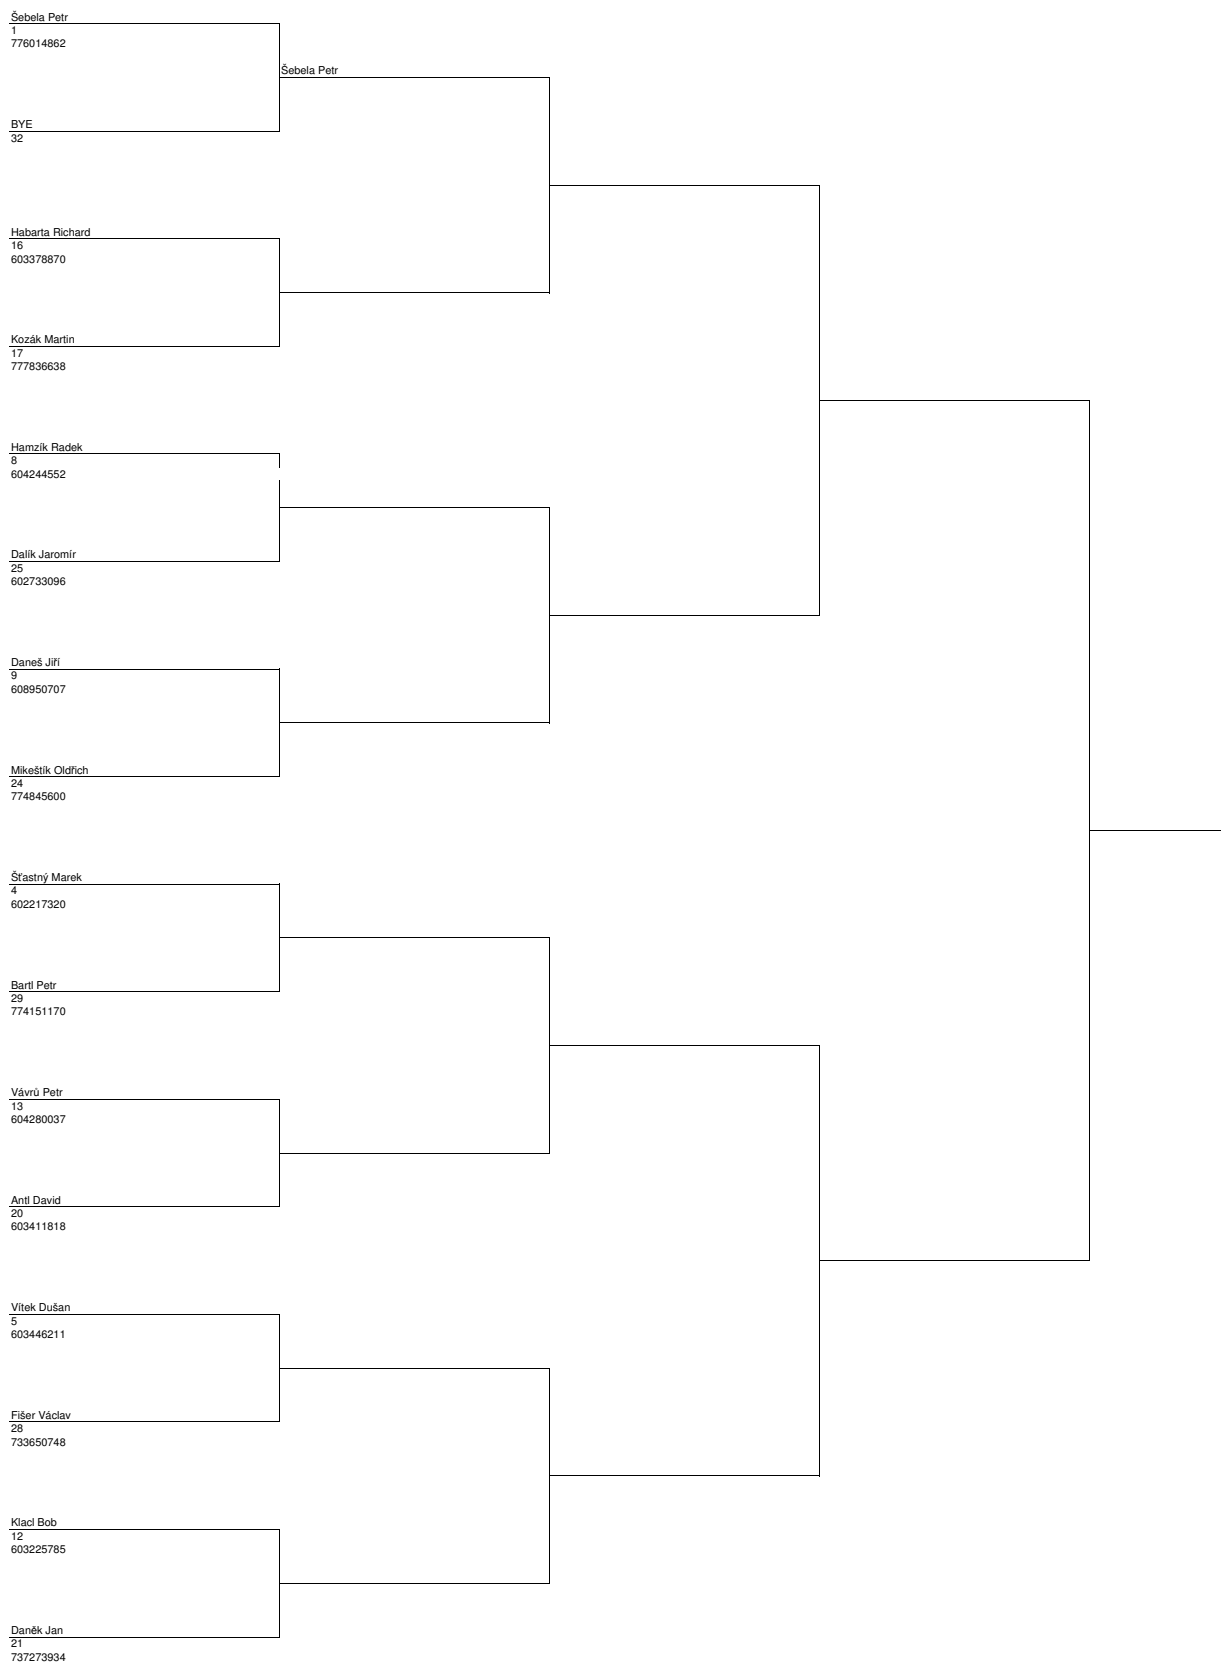 Šebela Petr
1
776014862
Šebela Petr
BYE
32
Habarta Richard
16
603378870
Kozák Martin
17
777836638
Hamzík Radek
8
604244552
Dalík Jaromír
25
602733096
Daneš Jiří
9
608950707
Mikeštík Oldřich
24
774845600
Šťastný Marek
4
602217320
Bartl Petr
29
774151170
Vávrů Petr
13
604280037
Antl David
20
603411818
Vítek Dušan
5
603446211
Fišer Václav
28
733650748
Klacl Bob
12
603225785
Daněk Jan
21
737273934